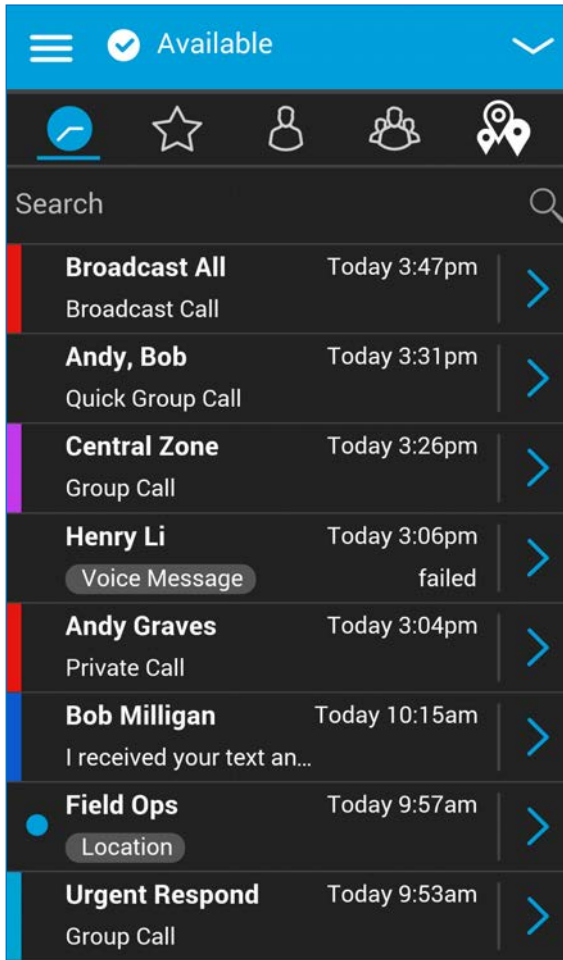 Available
Search
Broadcast All Today 3:47pm
Broadcast Call
Andy, Bob Today 3:31pm
Quick Group Call
Central Zone Today 3:26pm
Group Call
Henry Li Today 3:06pm
Voice Message failed
Andy Graves Today 3:04pm
Private Call
Bob Milligan Today 10:15am
I received your text an...
Field Ops Today 9:57am
Location
Urgent Respond Today 9:53am
Group Call